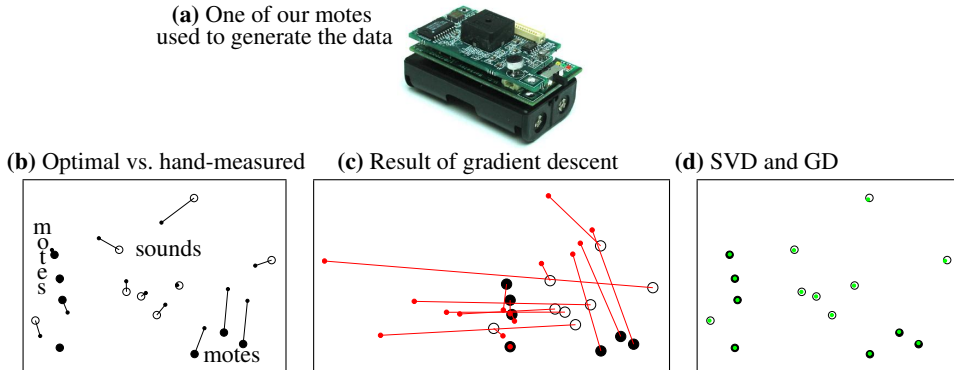 (a) One of our motes
used to generate the data
(b) Optimal vs. hand-measured
(c) Result of gradient descent
(d) SVD and GD
motes
sounds
motes